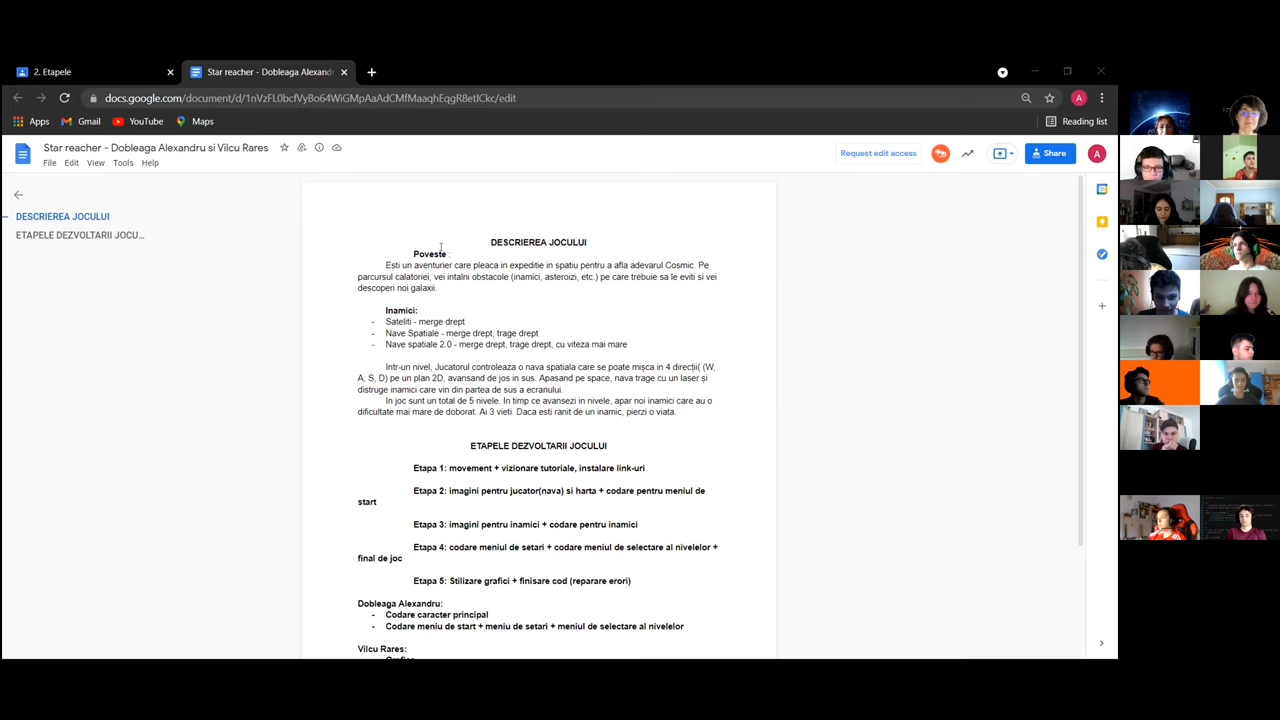 2. Etapele
Star reacher - Dobleaga Alexand
docs.google.com/document/d/1nVzFL0bcfVyBo64WiGMpAaAdCMfMaaqhEqgR8etICkc/edit
A
Apps
Gmail
YouTube
Maps
Reading list
Star reacher - Dobleaga Alexandru si Vilcu Rares
File Edit View Tools Help
Request edit access
Share
A
DESCRIEREA JOCULUI
ETAPELE DEZVOLTARII JOCU...
DESCRIEREA JOCULUI
Poveste :
Esti un aventurier care pleaca in expeditie in spatiu pentru a afla adevarul Cosmic. Pe
parcursul calatoriei, vei intalni obstacole (inamici, asteroizi, etc.) pe care trebuie sa le eviti si vei
descoperi noi galaxii.
Inamici:
- Sateliti - merge drept
- Nave Spatiale - merge drept, trage drept
- Nave spatiale 2.0 - merge drept, trage drept, cu viteza mai mare
Intr-un nivel, Jucatorul controleaza o nava spatiala care se poate mișca in 4 direcții( (W,
A, S, D) pe un plan 2D, avansand de jos in sus. Apasand pe space, nava trage cu un laser și
distruge inamici care vin din partea de sus a ecranului.
In joc sunt un total de 5 nivele. In timp ce avansezi in nivele, apar noi inamici care au o
dificultate mai mare de doborat. Ai 3 vieti. Daca esti ranit de un inamic, pierzi o viata.
ETAPELE DEZVOLTARII JOCULUI
Etapa 1: movement + vizionare tutoriale, instalare link-uri
Etapa 2: imagini pentru jucator(nava) si harta + codare pentru meniul de
start
Etapa 3: imagini pentru inamici + codare pentru inamici
Etapa 4: codare meniul de setari + codare meniul de selectare al nivelelor +
final de joc
Etapa 5: Stilizare grafici + finisare cod (reparare erori)
Dobleaga Alexandru:
- Codare caracter principal
- Codare meniu de start + meniu de setari + meniul de selectare al nivelelor
Vilcu Rares: